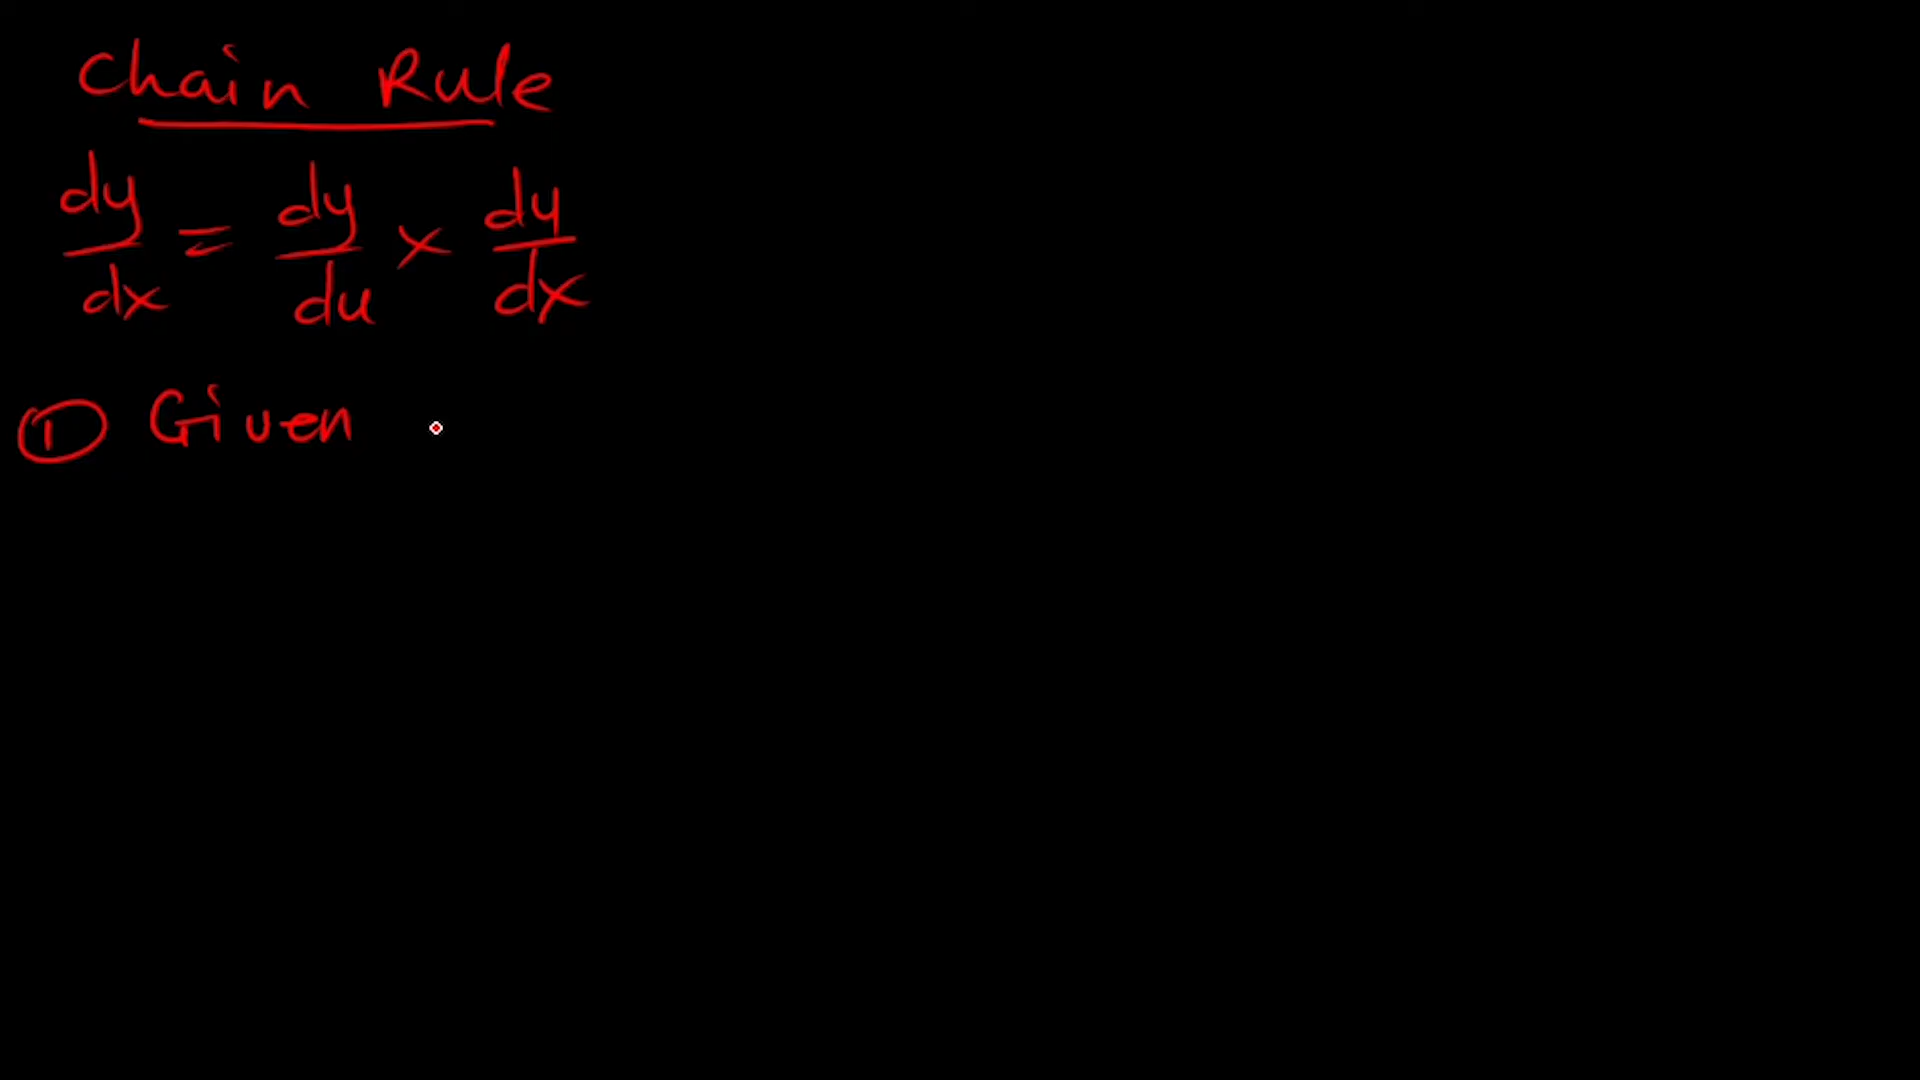 Chain Rule
dy/dx = dy/du × dy/dx
① Given